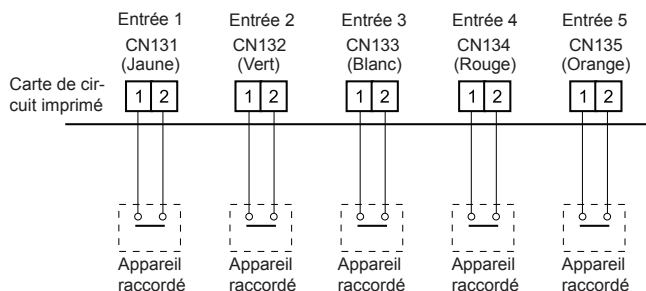 Entrée 1 Entrée 2 Entrée 3 Entrée 4 Entrée 5
CN131 CN132 CN133 CN134 CN135
(Jaune) (Vert) (Blanc) (Rouge) (Orange)
Carte de cir-
cuit imprimé
1 2 1 2 1 2 1 2 1 2
Appareil Appareil Appareil Appareil Appareil
raccordé raccordé raccordé raccordé raccordé